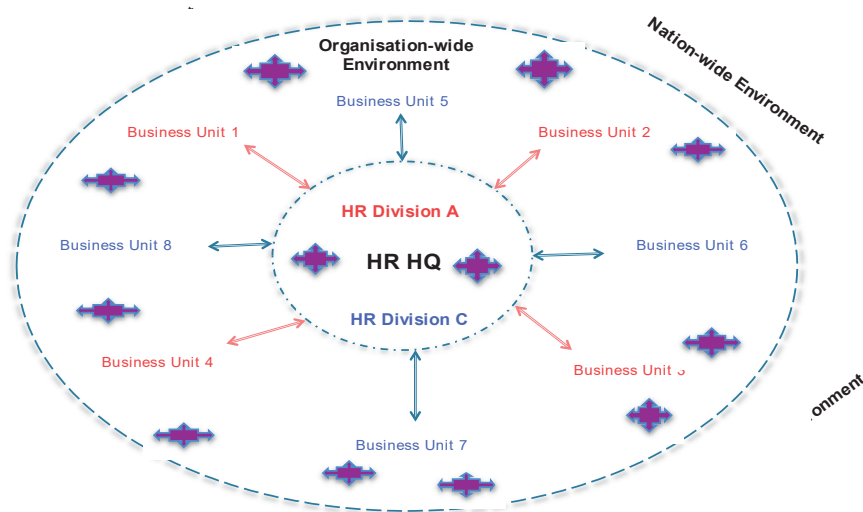 Organisation-wide
Environment
Nation-wide Environment
Business Unit 5
Business Unit 1
Business Unit 2
HR Division A
Business Unit 8
HR HQ
Business Unit 6
HR Division C
Business Unit 4
Business Unit
Business Unit 7